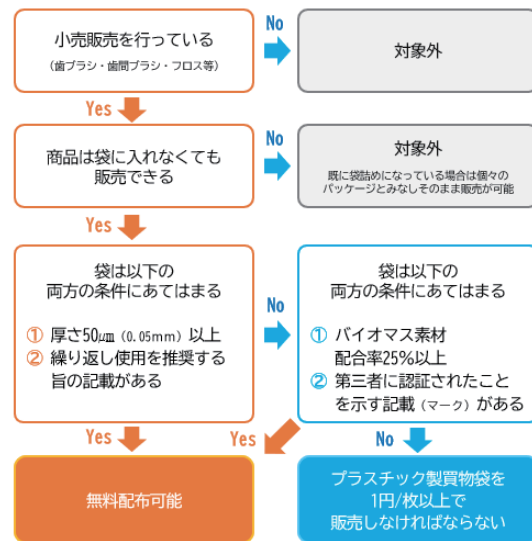 小売販売を行っている
（歯ブラシ・歯間ブラシ・フロス等）
No
対象外
Yes
商品は袋に入れなくても
販売できる
No
対象外
既に袋詰めになっている場合は個々の
パッケージとみなしそのまま販売が可能
Yes
袋は以下の
両方の条件にあてはまる
① 厚さ50㎛（0.05mm）以上
② 繰り返し使用を推奨する
旨の記載がある
No
袋は以下の
両方の条件にあてはまる
① バイオマス素材
配合率25%以上
② 第三者に認証されたこと
を示す記載（マーク）がある
Yes
Yes
No
無料配布可能
プラスチック製買物袋を
1円/枚以上で
販売しなければならない